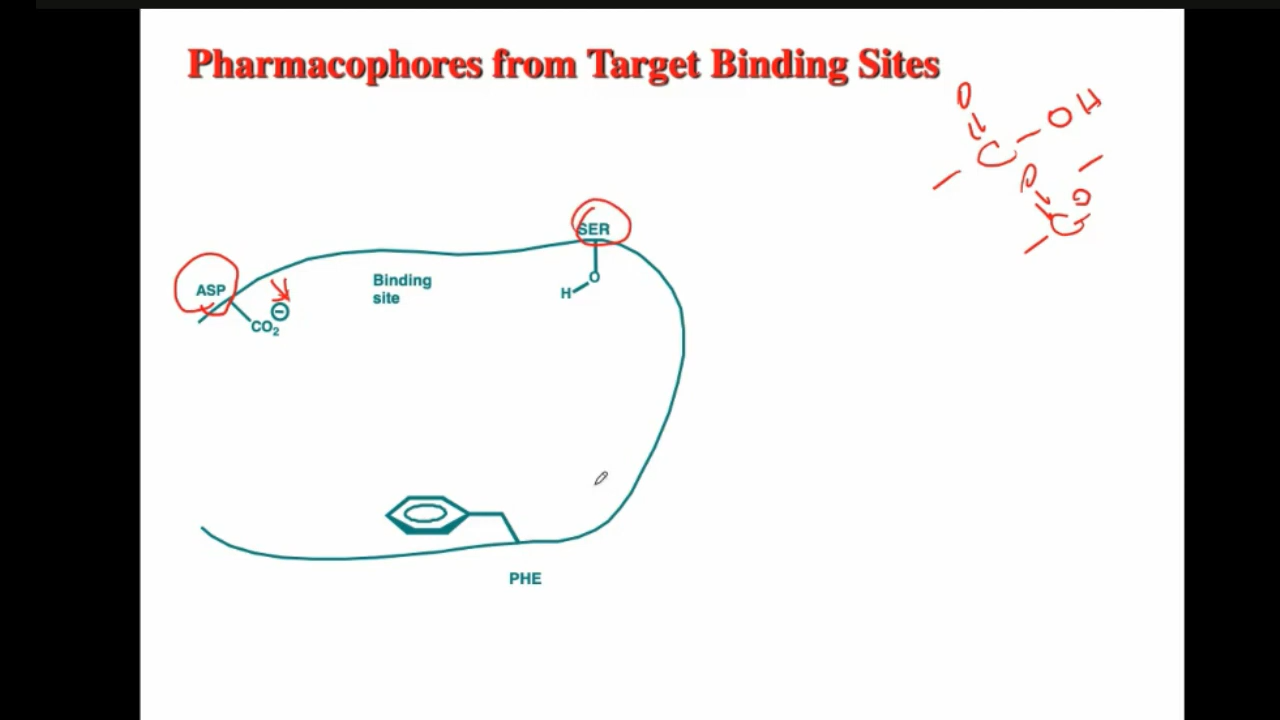 Pharmacophores from Target Binding Sites
O
OH
C
O
O
C
SER
ASP
Binding
site
O
H
CO2
PHE